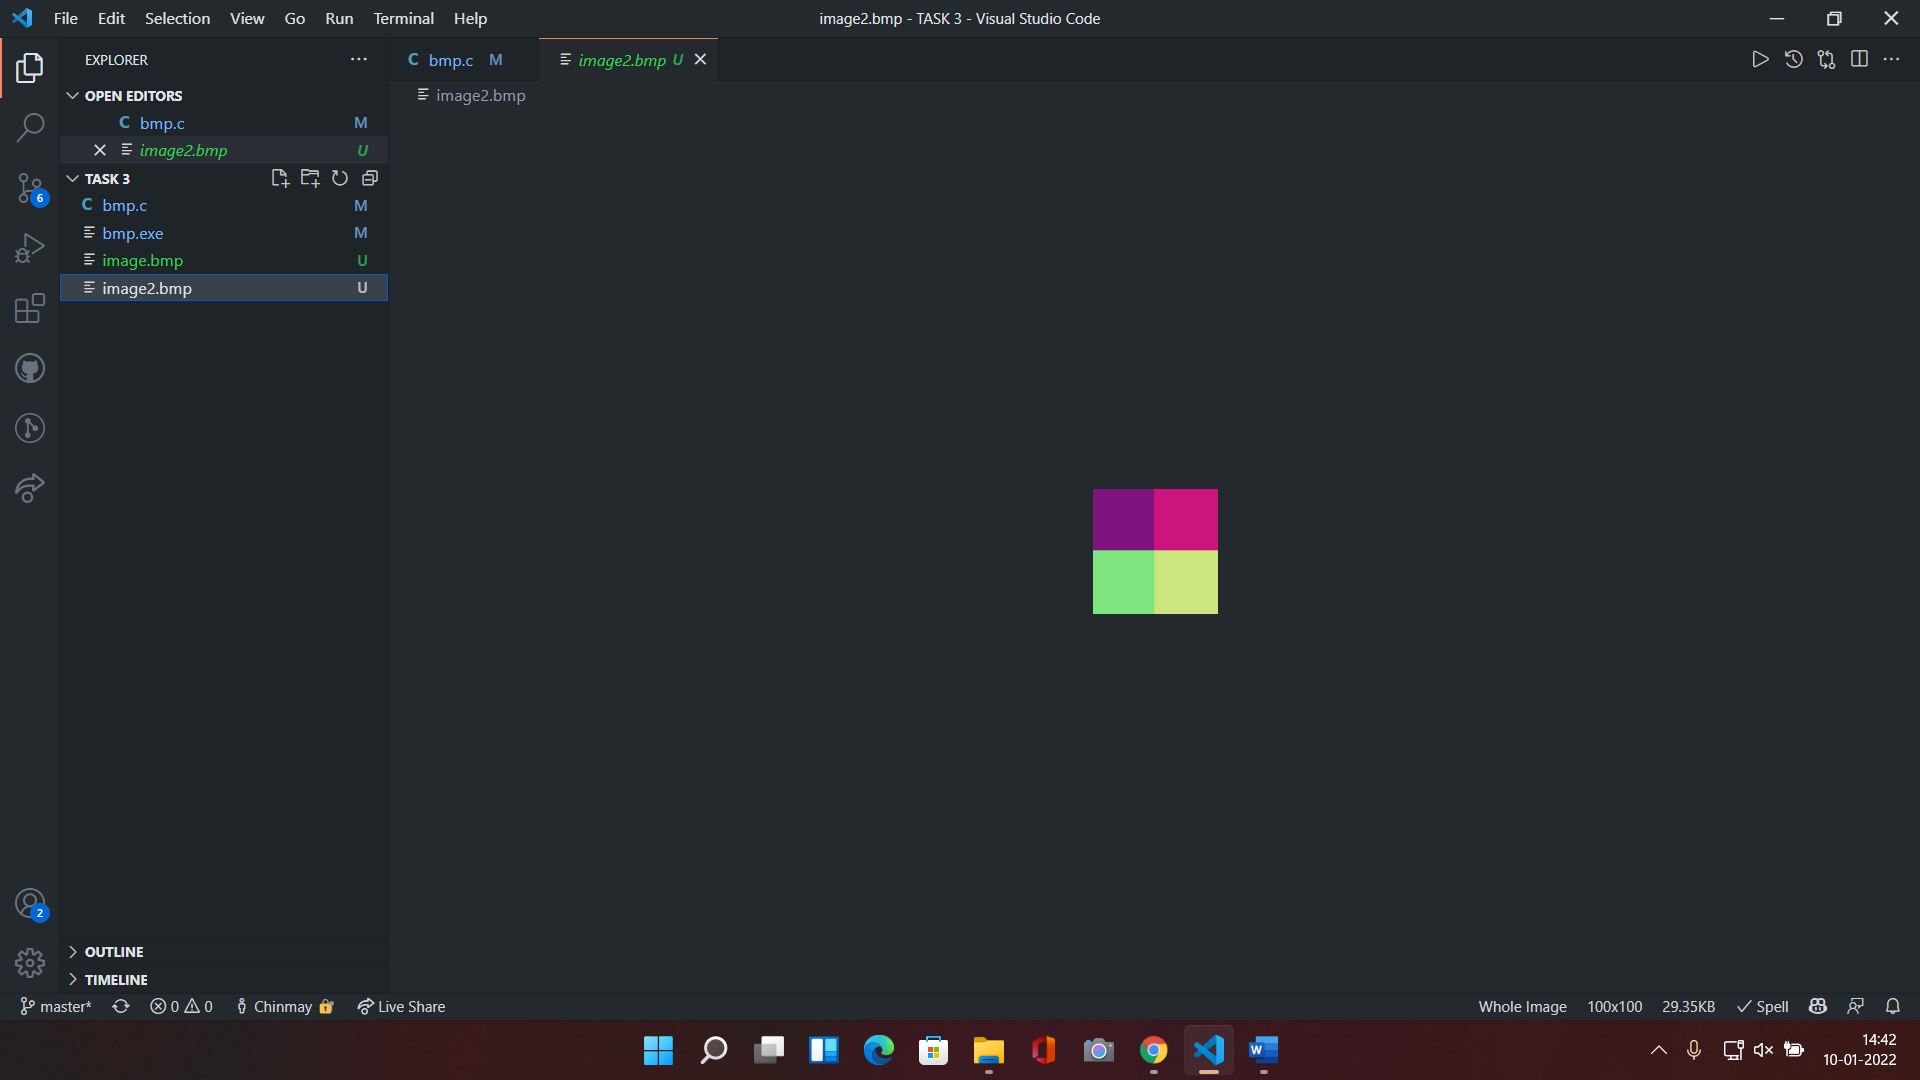 File Edit Selection View Go Run Terminal Help
image2.bmp - TASK 3 - Visual Studio Code
EXPLORER
OPEN EDITORS
C bmp.c M
image2.bmp U
TASK 3
C bmp.c M
bmp.exe M
image.bmp U
image2.bmp U
OUTLINE
TIMELINE
6
2
C bmp.c M
image2.bmp U
image2.bmp
master* 0 0 Chinmay Live Share
Whole Image 100x100 29.35KB Spell
W
14:42
10-01-2022